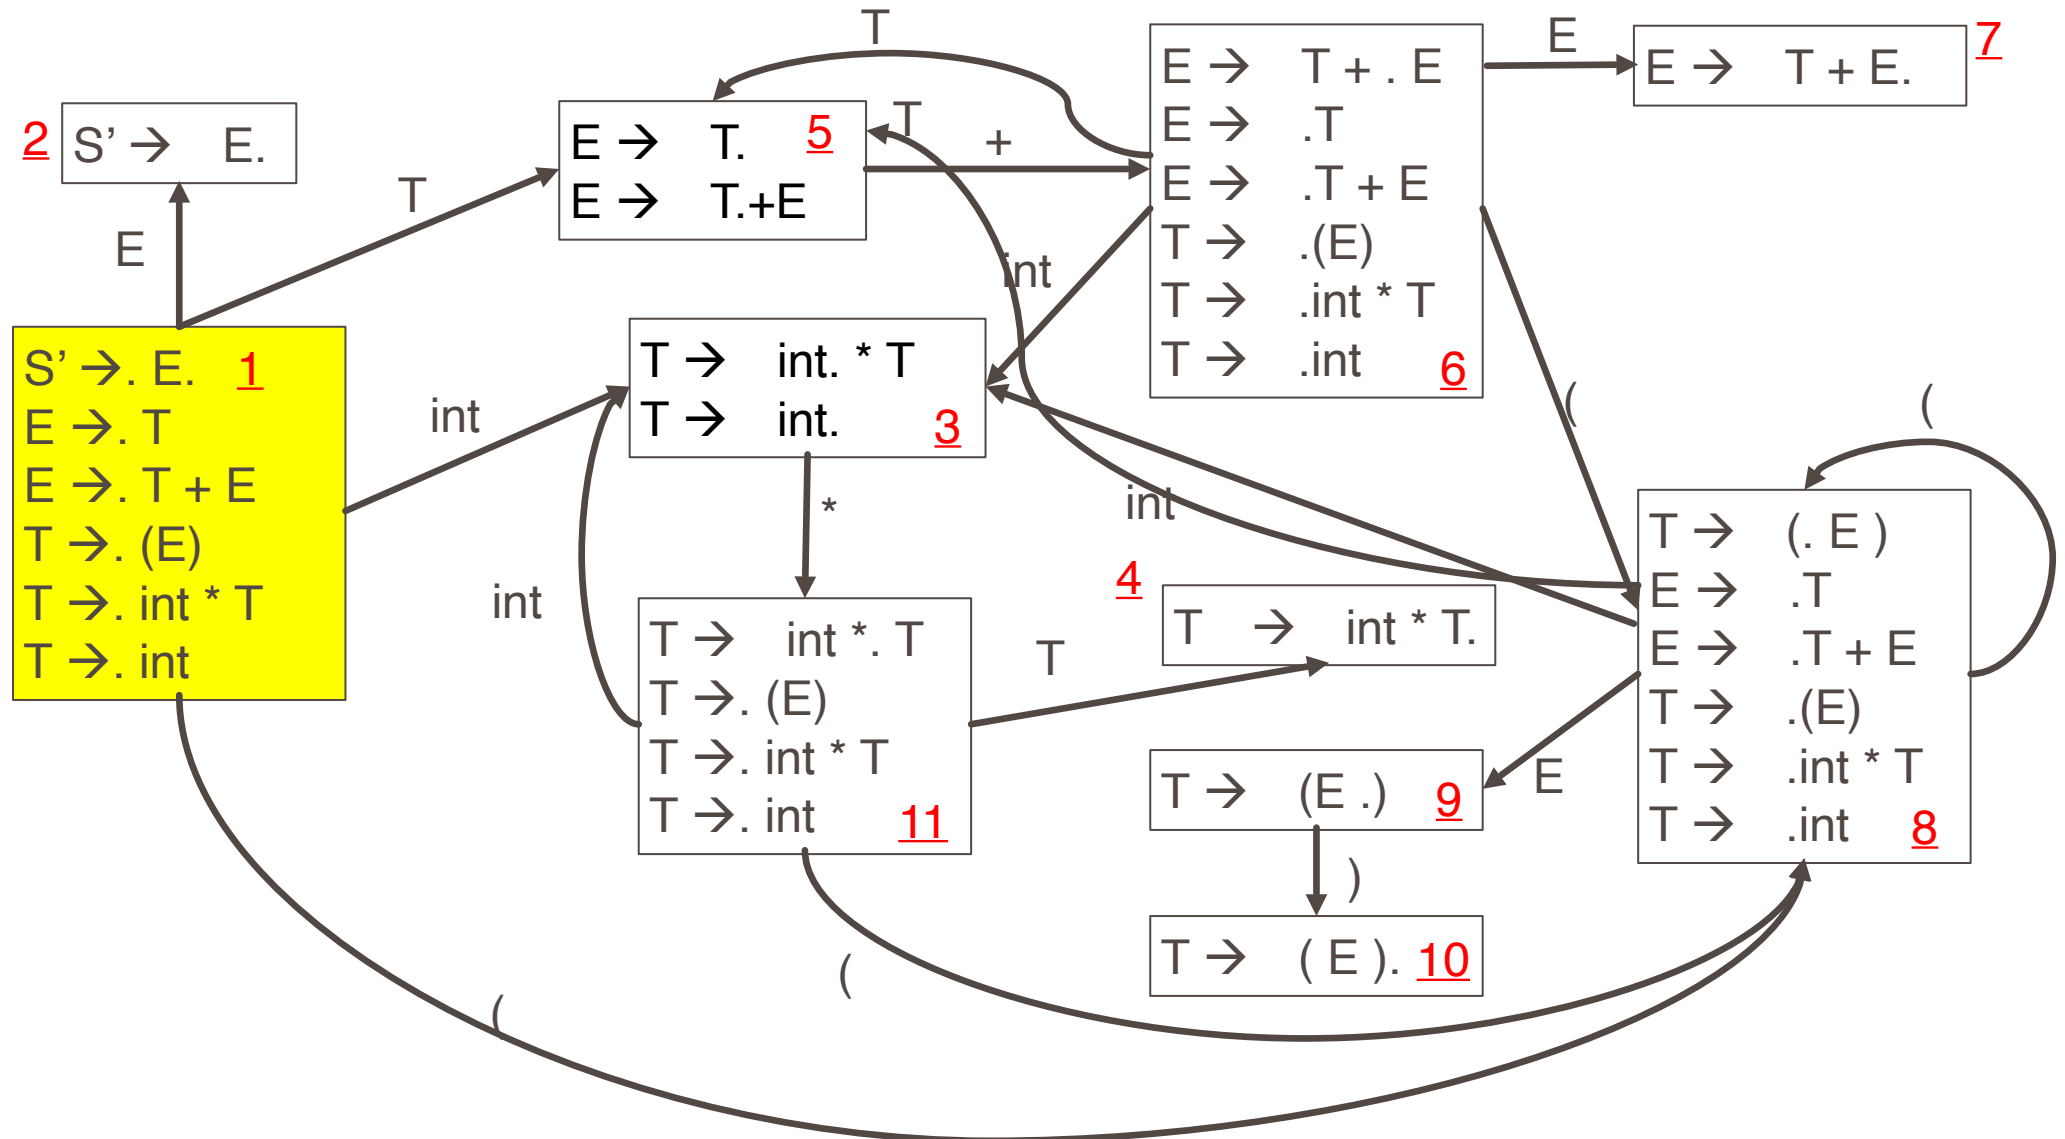 2
S’ → E.
E
T
S’ →. E. 1
E →. T
E →. T + E
T →. (E)
T →. int * T
T →. int
int
(
E → T. 5
E → T.+E
T
T
+
E → T + . E
E → .T
E → .T + E
T → .(E)
T → .int * T
T → .int 6
E
E → T + E. 7
int
T → int. * T
T → int. 3
*
int
int
(
(
T → int *. T
T →. (E)
T →. int * T
T →. int 11
T
(
4
T → int * T.
T → (. E )
E → .T
E → .T + E
T → .(E)
T → .int * T
T → .int 8
E
T → (E .) 9
)
T → ( E ). 10